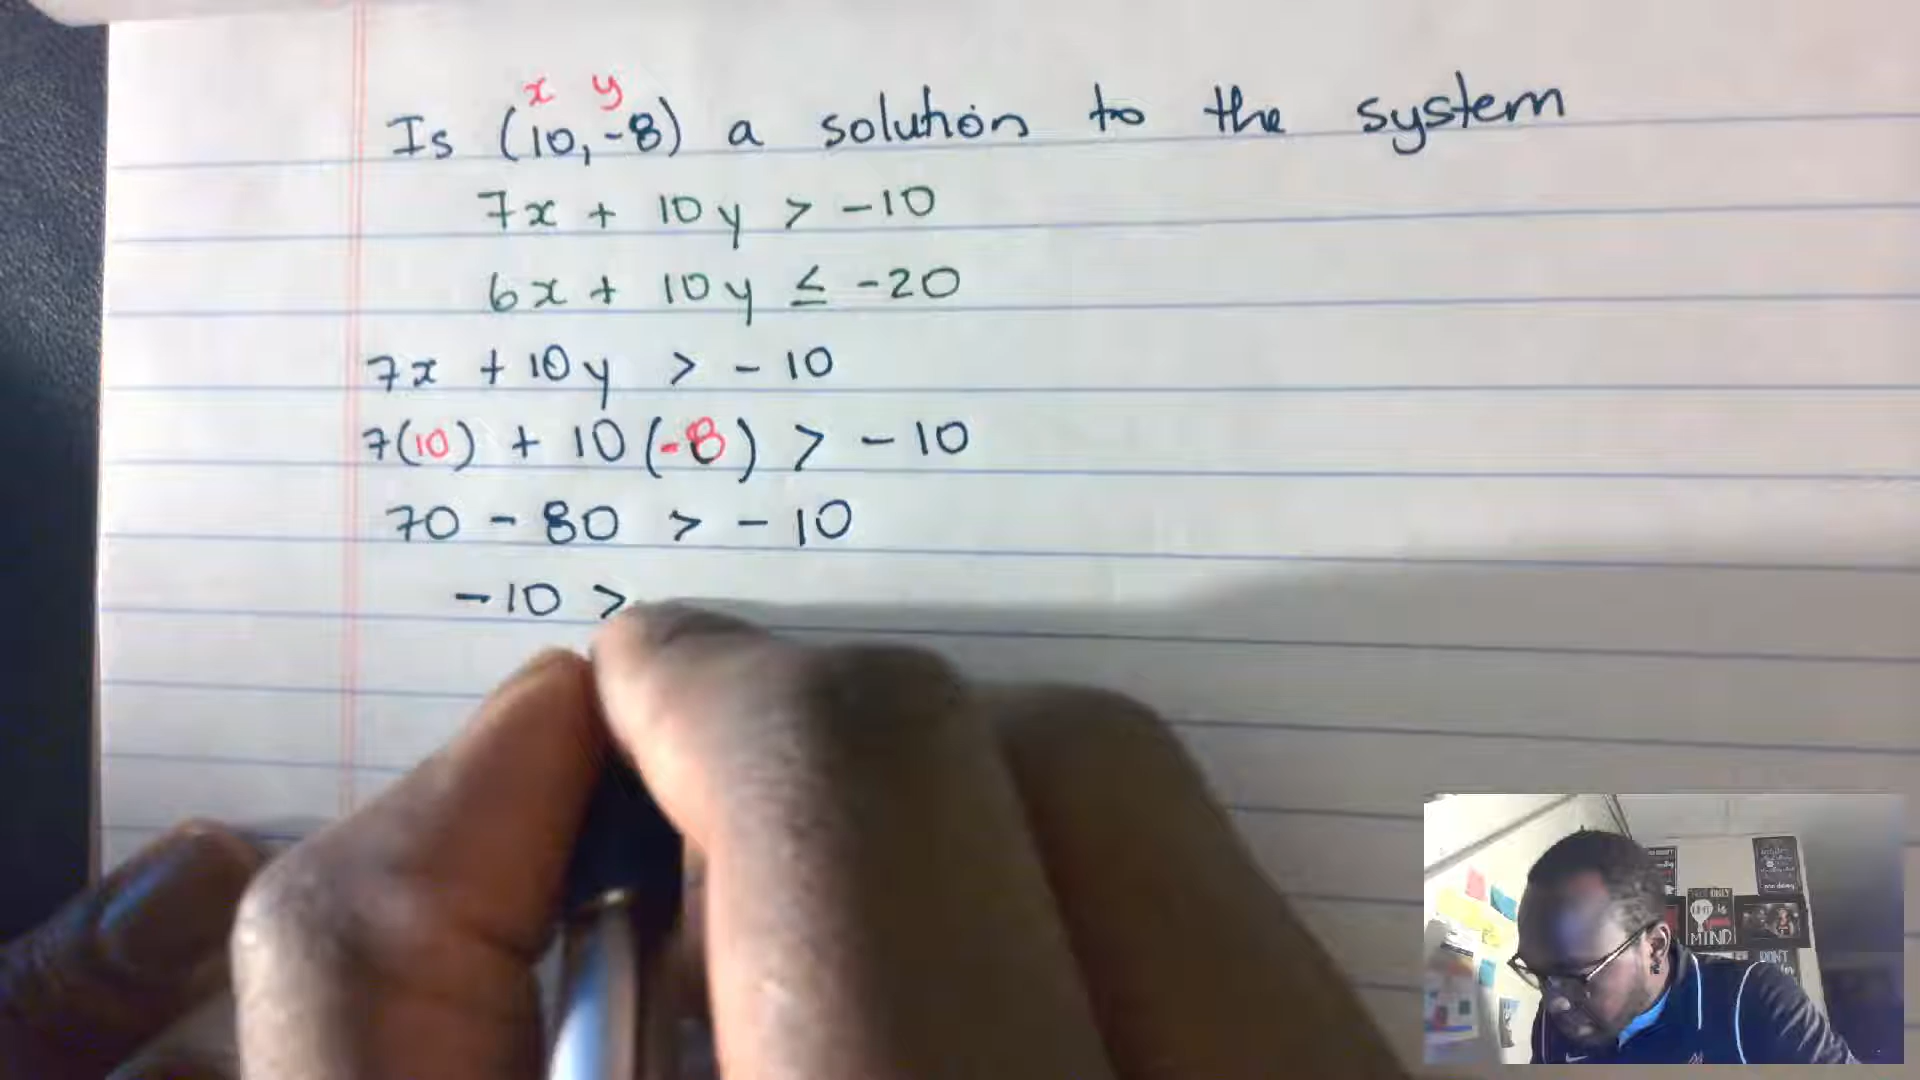 x y
Is (10, -8) a solution to the system
7x + 10y > -10
6x + 10y ≤ -20
7x + 10y > - 10
7(10) + 10(-8) > - 10
70 - 80 > - 10
-10 >
MIND